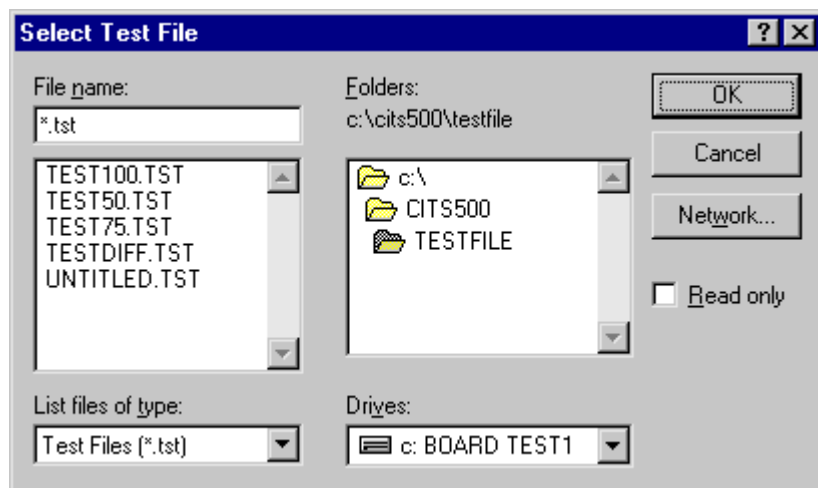 Select Test File
File name:
*.tst
TEST100.TST
TEST50.TST
TEST75.TST
TESTDIFF.TST
UNTITLED.TST
List files of type:
Test Files (*.tst)
Folders:
c:\cits500\testfile
c:\
CITS500
TESTFILE
Drives:
c: BOARD TEST1
OK
Cancel
Network...
Read only